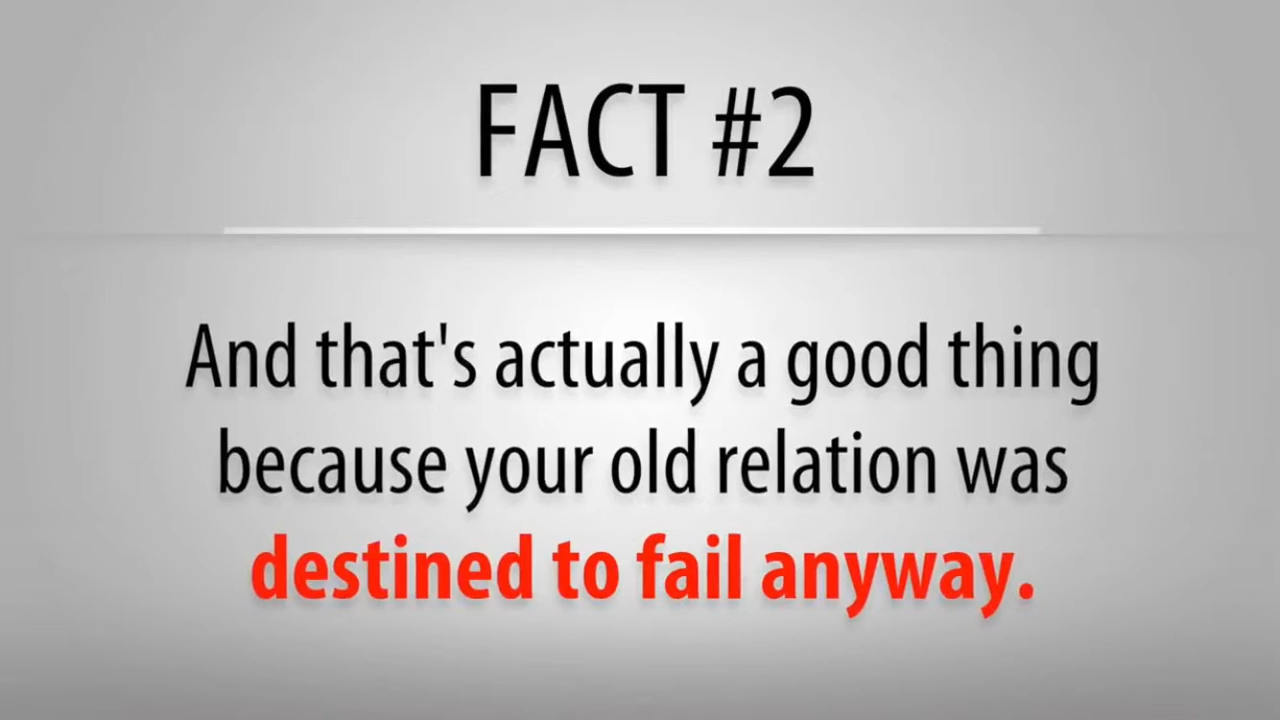 FACT #2
And that's actually a good thing
because your old relation was
destined to fail anyway.